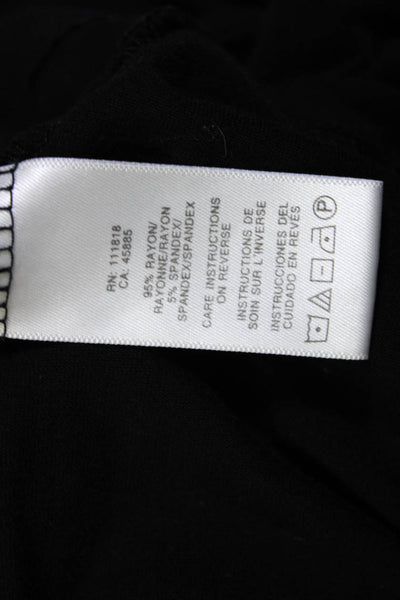 RN: 111818
CA: 45885
95% RAYON/
RAYONNE/RAYON
5% SPANDEX/
SPANDEX/SPANDEX
CARE INSTRUCTIONS
ON REVERSE
SOIN SUR L'INVERSE
INSTRUCTIONS DE
INSTRUCCIONES DEL
CUIDADO EN REVÉS
P